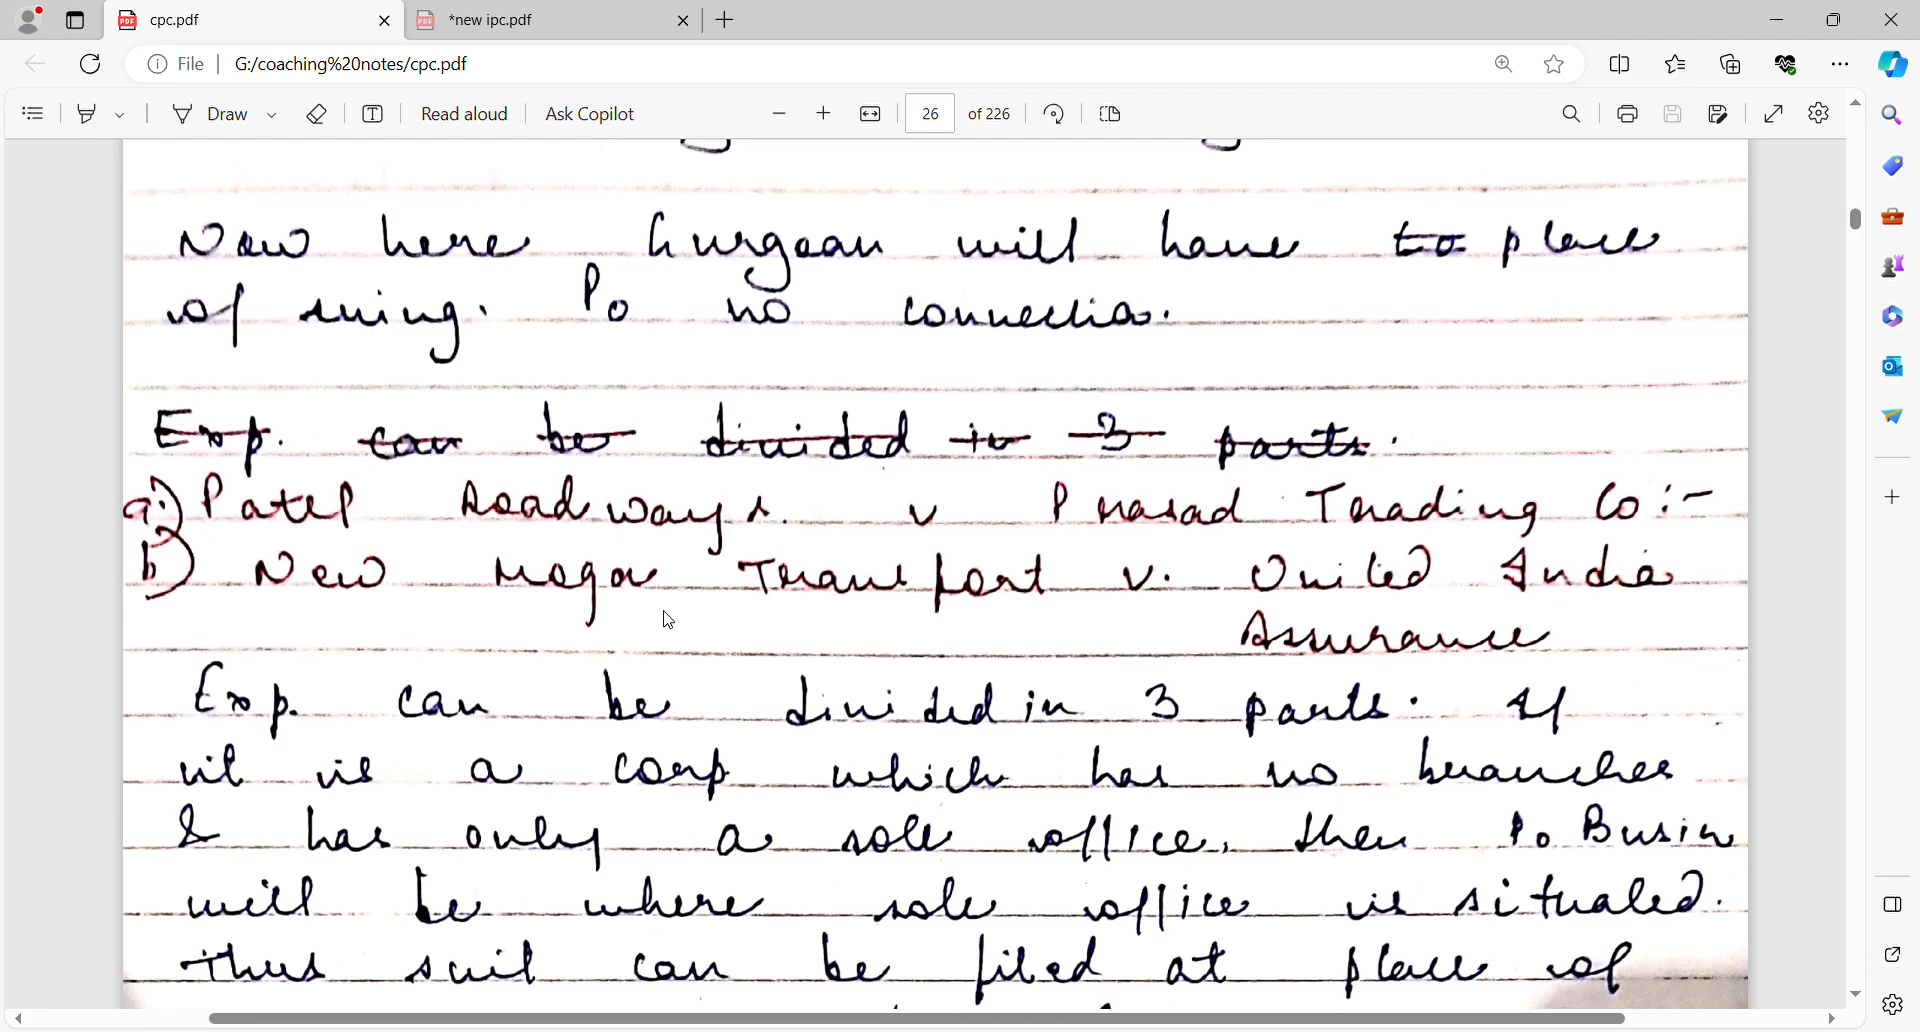 cpc.pdf
*new ipc.pdf
File
G:/coaching%20notes/cpc.pdf
Draw
Read aloud
Ask Copilot
26 of 226
Now here Gurgaon will have to place
of suing. Po no connection.
Exp. can be divided in 3 parts.
a) Patel Roadways. v Prasad Trading Co :-
b) New Moga Transport v. United India
Assurance
Exp. can be divided in 3 parts. If
it is a corp which has no branches
& has only a sole office, then Po Busin
will be where sole office is situated.
Thus suit can be filed at place of